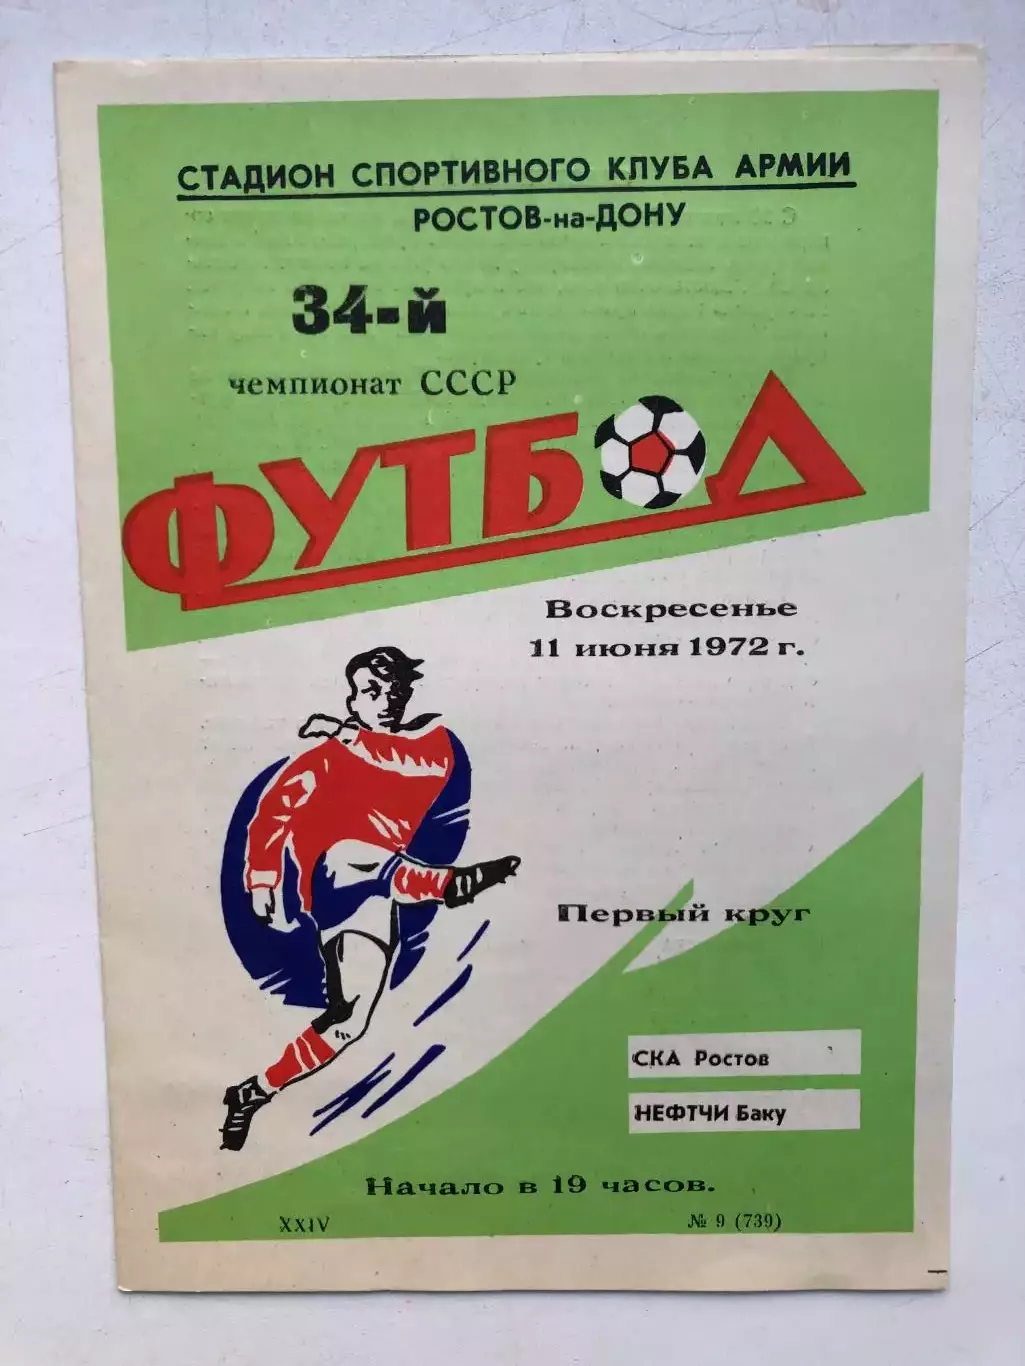 СТАДИОН СПОРТИВНОГО КЛУБА АРМИИ
РОСТОВ-на-ДОНУ
34-й
чемпионат СССР
ФУТБОЛ
Воскресенье
11 июня 1972 г.
Первый круг
СКА Ростов
НЕФТЧИ Баку
Начало в 19 часов.
XXIV № 9 (739)